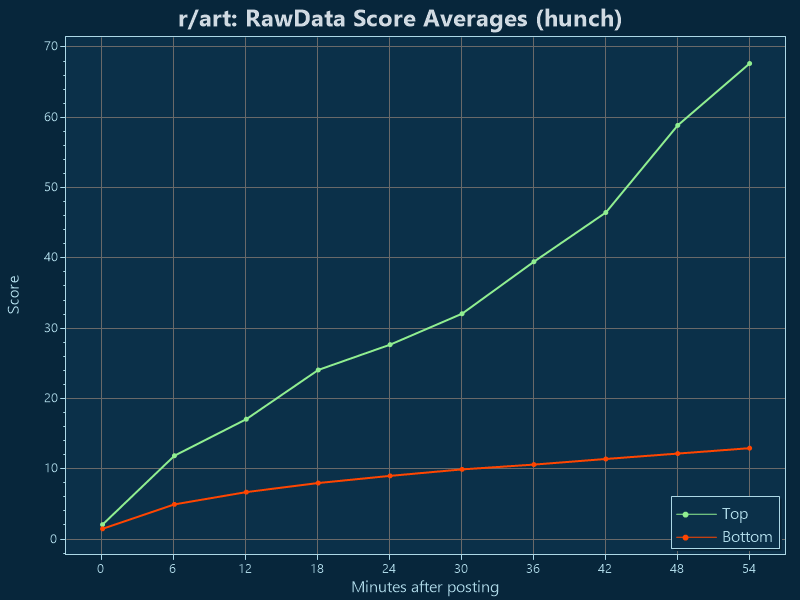 r/art: RawData Score Averages (hunch)
70
60
50
40
30
20
10
0
Score
0 6 12 18 24 30 36 42 48 54
Minutes after posting
Top
Bottom